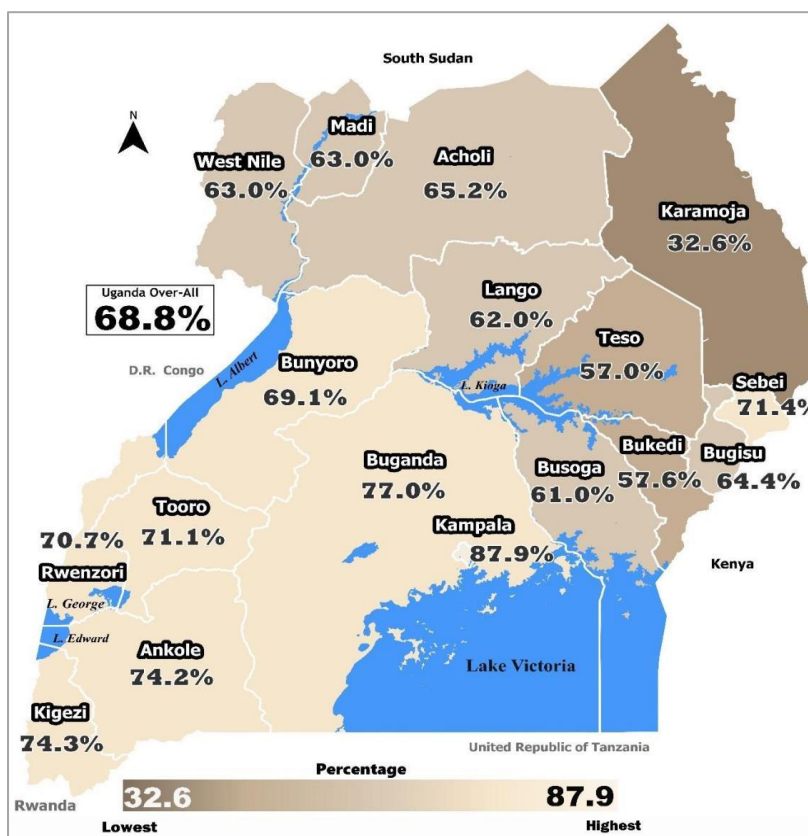 South Sudan
N
Madi
63.0%
West Nile
63.0%
Acholi
65.2%
Karamoja
32.6%
Uganda Over-All
68.8%
Lango
62.0%
Teso
57.0%
D.R. Congo
L. Albert
Bunyoro
69.1%
L. Kioga
Sebei
71.4%
Buganda
77.0%
Busoga
61.0%
Bukedi
57.6%
Bugisu
64.4%
Tooro
71.1%
70.7%
Rwenzori
Kampala
87.9%
Kenya
L. George
L. Edward
Ankole
74.2%
Lake Victoria
Kigezi
74.3%
United Republic of Tanzania
Rwanda
Percentage
32.6
87.9
Lowest
Highest